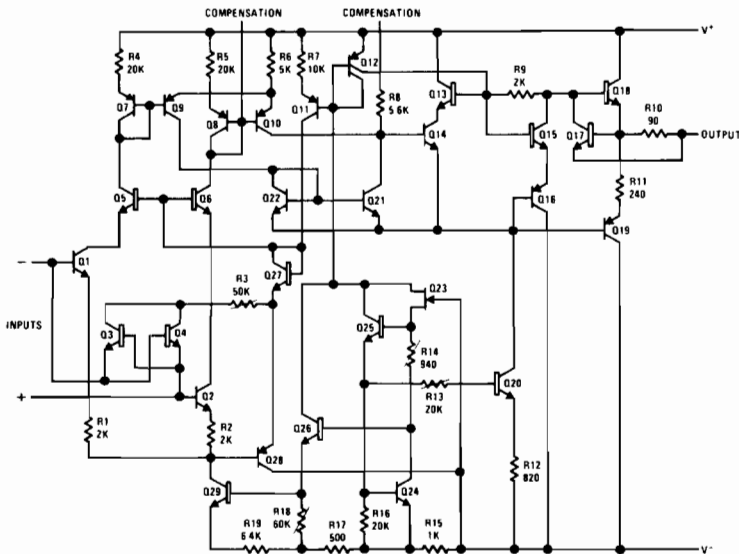 COMPENSATION COMPENSATION
V+
R4 20K
R5 20K
R6 5K
R7 10K
Q12
R8 5.6K
Q13
R9 2K
Q18
Q7
Q9
Q8
Q10
Q11
Q14
Q15
Q17
R10 90
OUTPUT
Q5
Q6
Q22
Q21
Q16
R11 240
Q19
−
Q1
Q27
R3 50K
Q23
INPUTS
Q3
Q4
Q25
R14 940
R13 20K
Q20
+
Q2
R1 2K
R2 2K
Q26
Q28
R12 820
Q29
Q24
R18 60K
R16 20K
R19 6.4K
R17 500
R15 1K
V−